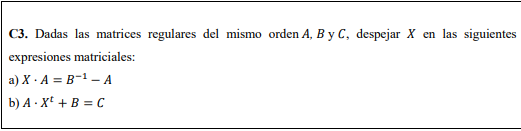 C3. Dadas las matrices regulares del mismo orden A, B y C, despejar X en las siguientes
expresiones matriciales:
a) X · A = B⁻¹ − A
b) A · Xᵗ + B = C